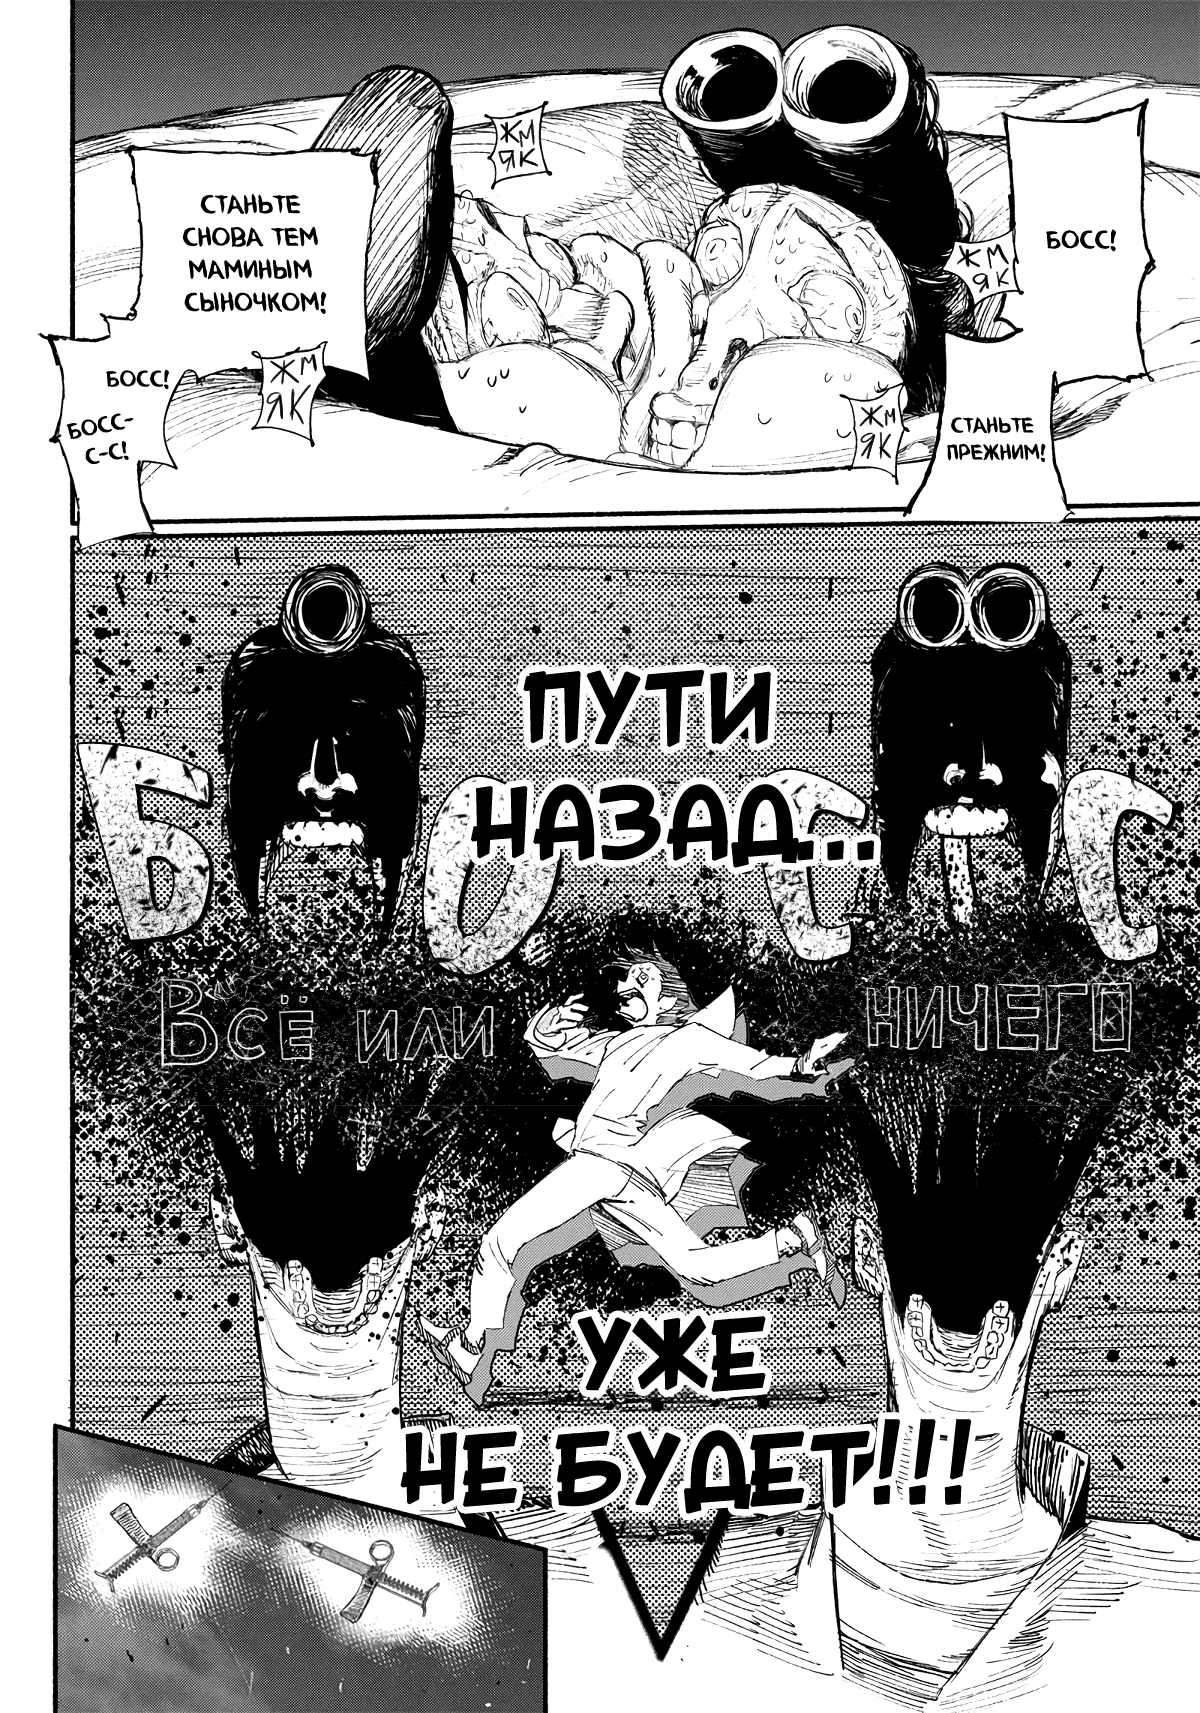 БОСС!
СТАНЬТЕ
ПРЕЖНИМ!
ЖМ
ЯК
ЖМ
ЯК
ЖМ
ЯК
СТАНЬТЕ
СНОВА ТЕМ
МАМИНЫМ
СЫНОЧКОМ!
ЖМ
ЯК
БОСС!
БОСС-
С-С!
ПУТИ
НАЗАД...
БОСС
ВСЁ ИЛИ НИЧЕГО
УЖЕ
НЕ БУДЕТ!!!